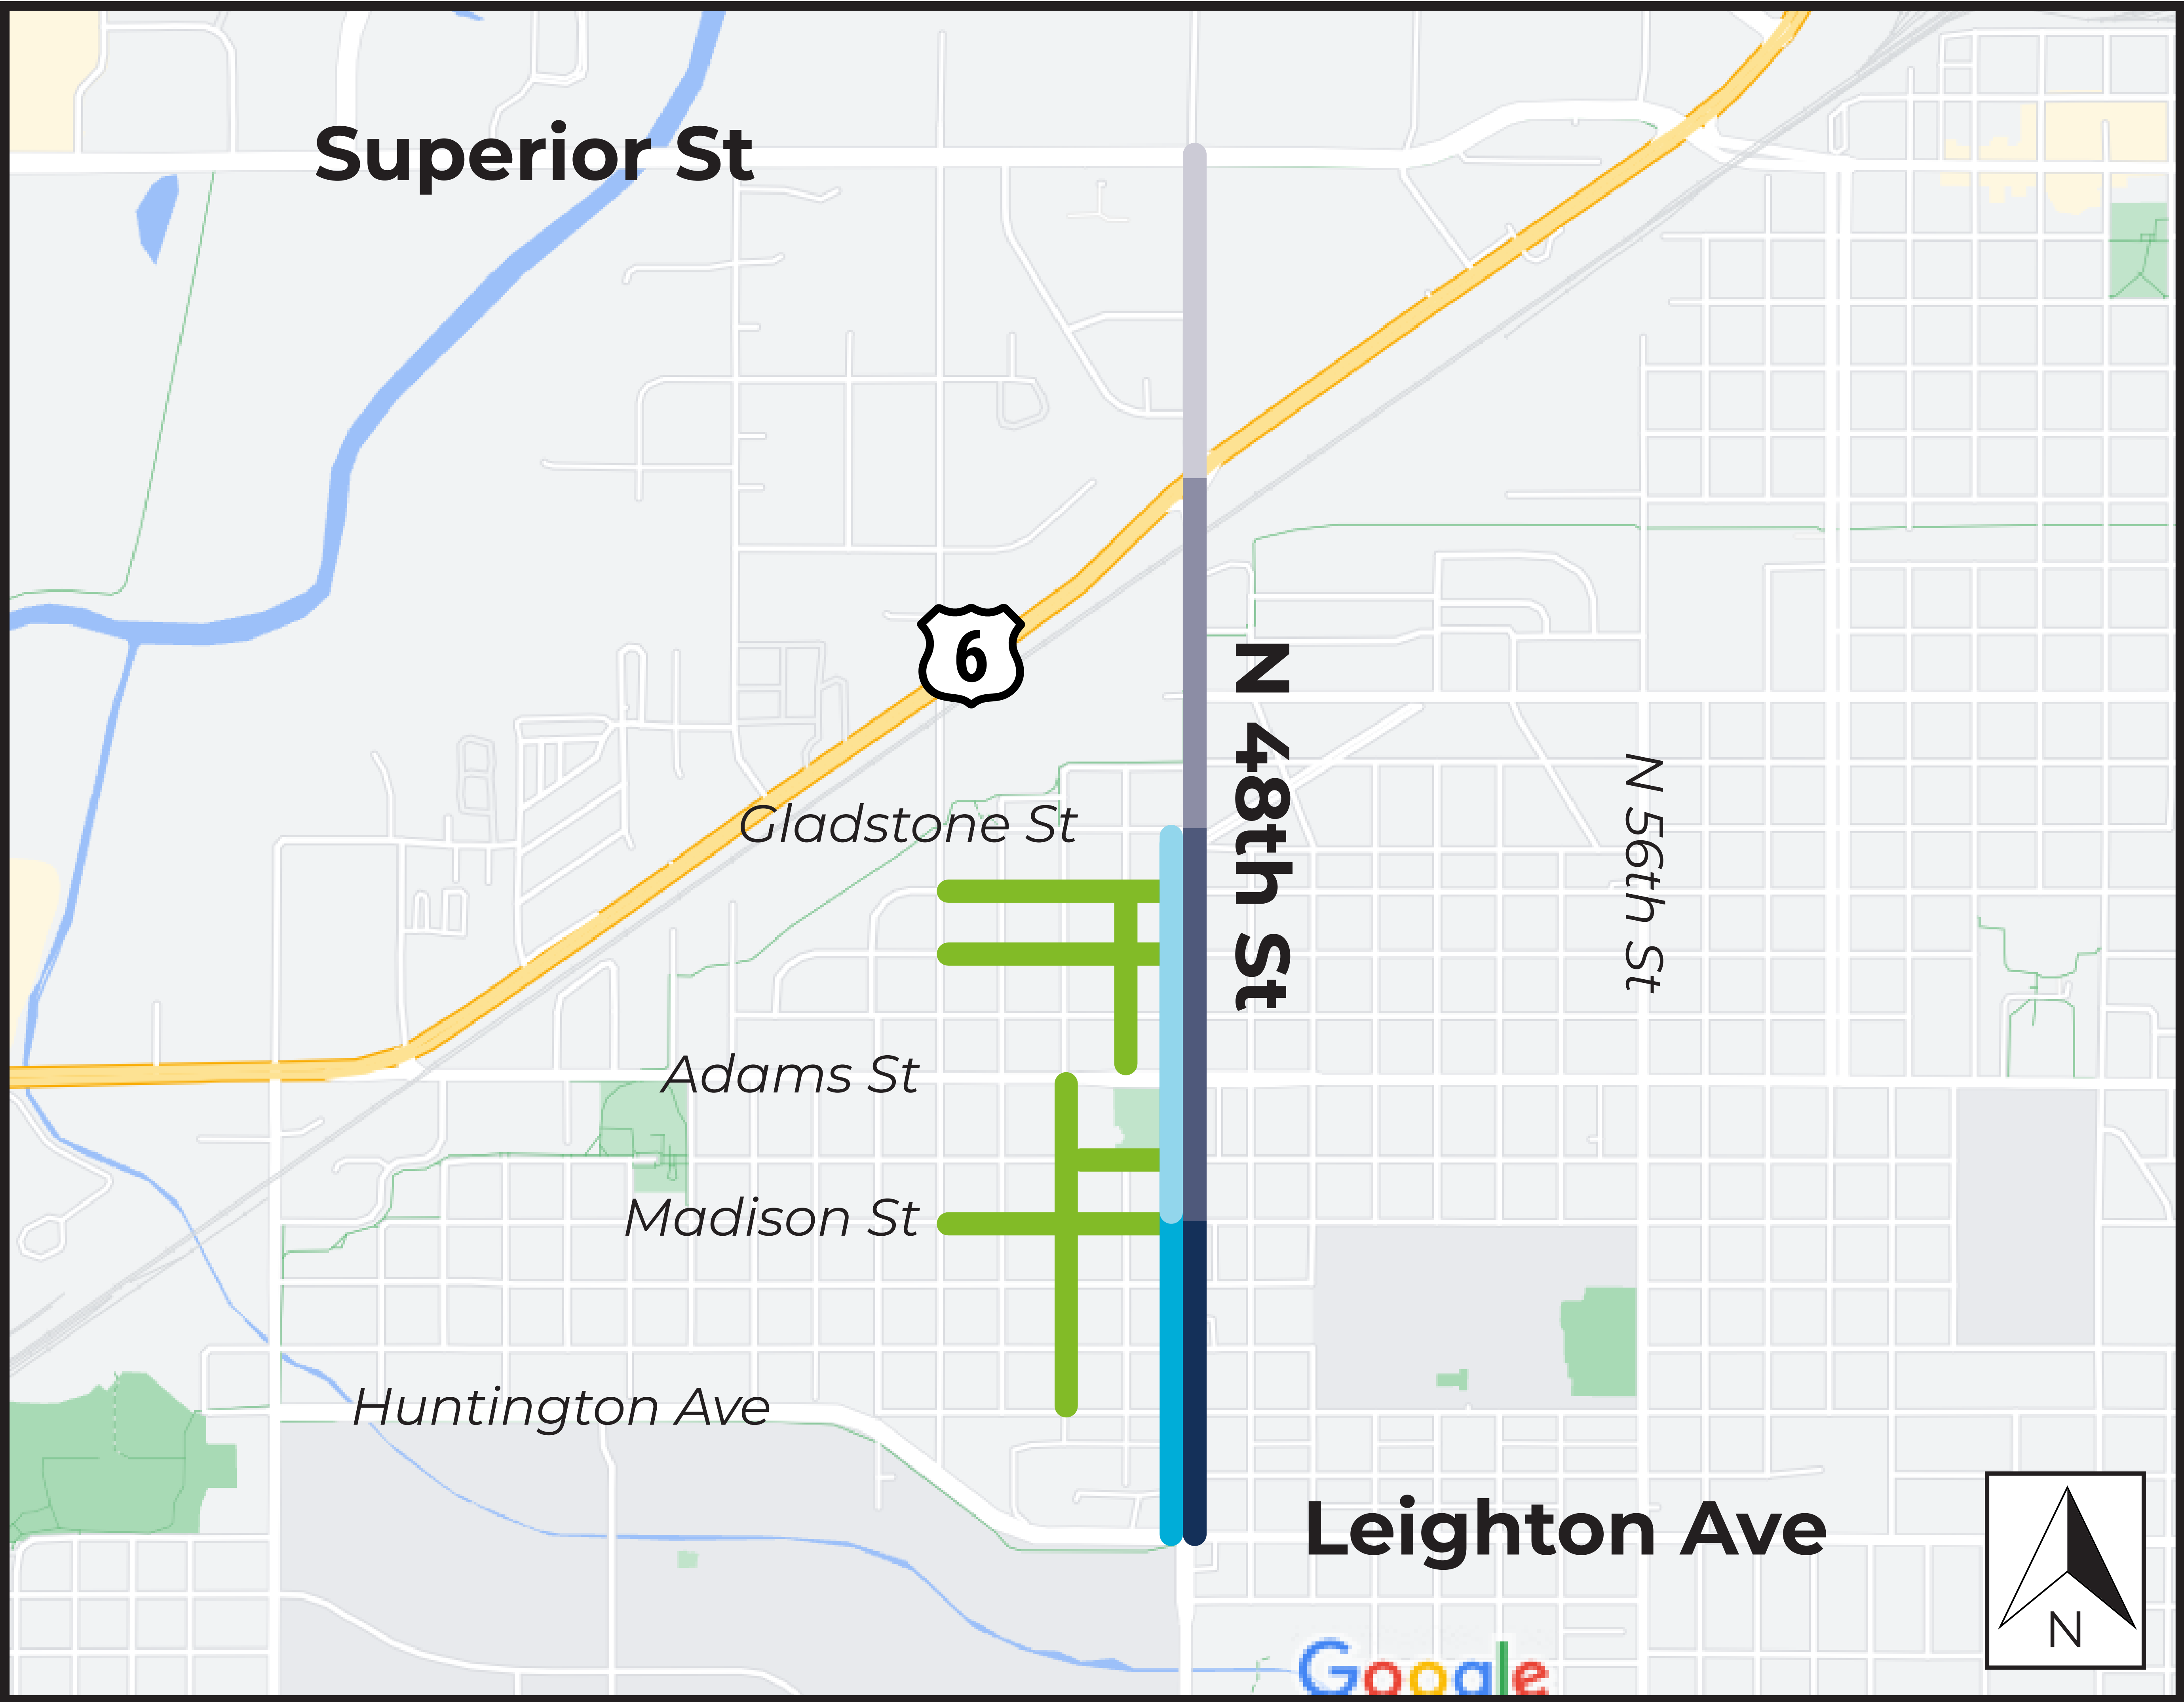 Superior St
6
N 48th St
N 56th St
Gladstone St
Adams St
Madison St
Huntington Ave
Leighton Ave
N
Google